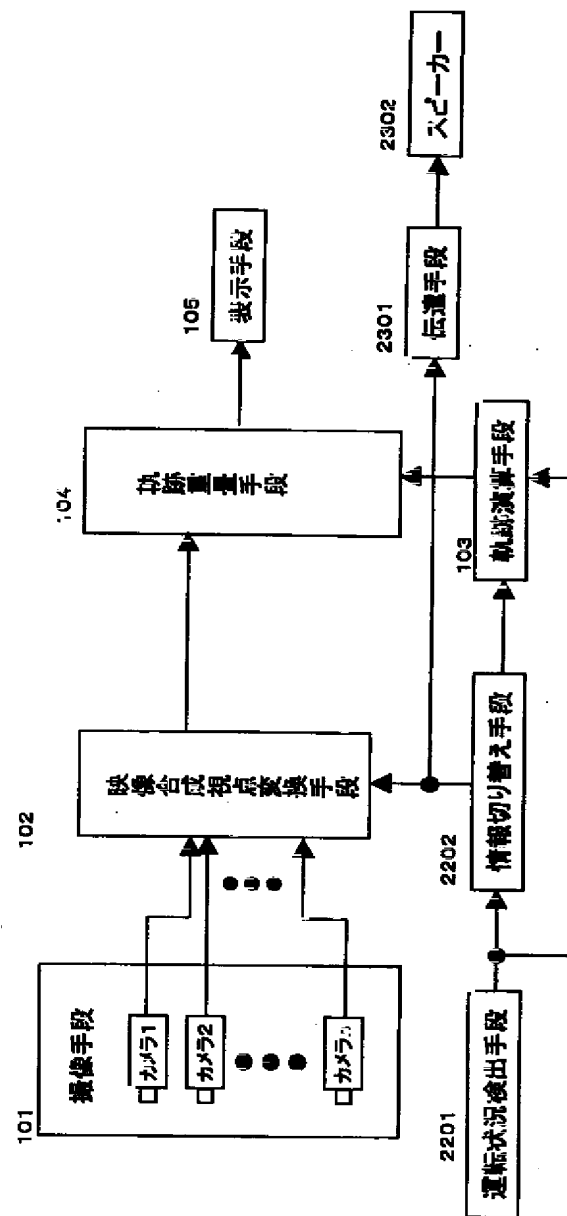 101
撮像手段
カメラ1
カメラ2
カメラn
102
映像合成視点変換手段
104
軌跡重畳手段
105
表示手段
2201
運転状況検出手段
2202
情報切り替え手段
103
軌跡演算手段
2301
伝達手段
2302
スピーカー